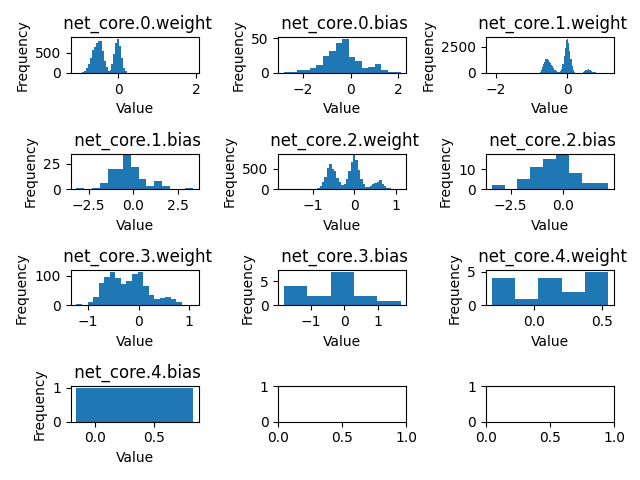 net_core.0.weight
Frequency
500
0
0
2
Value
net_core.0.bias
Frequency
50
0
−2
0
2
Value
net_core.1.weight
Frequency
2500
0
−2
0
Value
net_core.1.bias
Frequency
25
0
−2.5
0.0
2.5
Value
net_core.2.weight
Frequency
500
0
−1
0
1
Value
net_core.2.bias
Frequency
10
0
−2.5
0.0
Value
net_core.3.weight
Frequency
100
0
−1
0
1
Value
net_core.3.bias
Frequency
5
0
−1
0
1
Value
net_core.4.weight
Frequency
5
0
0.0
0.5
Value
net_core.4.bias
Frequency
1
0
0.0
0.5
Value
1
0
0.0
0.5
1.0
1
0
0.0
0.5
1.0